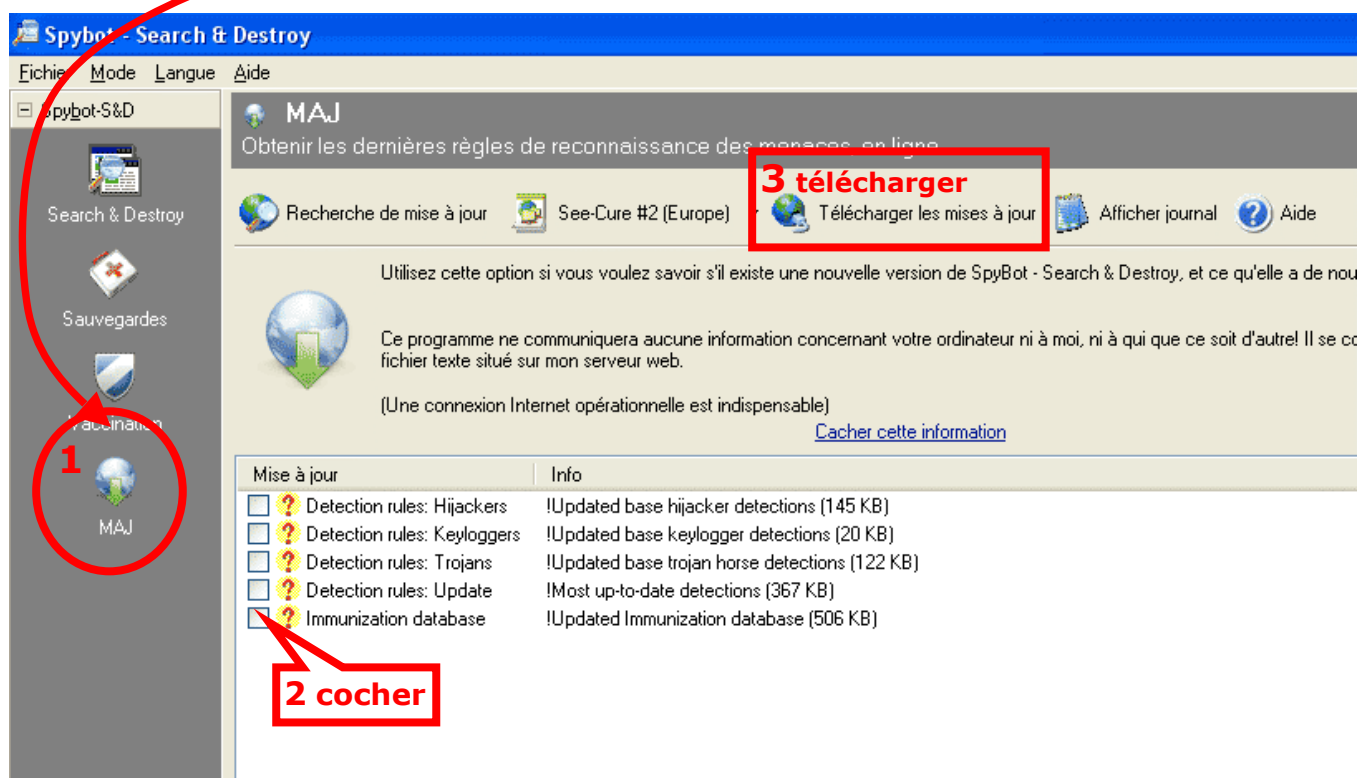 Spybot - Search & Destroy
Fichier Mode Langue Aide
Spybot-S&D
MAJ
Obtenir les dernières règles de reconnaissance des menaces, en ligne
3 télécharger
Search & Destroy
Recherche de mise à jour See-Cure #2 (Europe) Télécharger les mises à jour Afficher journal Aide
Utilisez cette option si vous voulez savoir s'il existe une nouvelle version de SpyBot - Search & Destroy, et ce qu'elle a de nou
Sauvegardes
Ce programme ne communiquera aucune information concernant votre ordinateur ni à moi, ni à qui que ce soit d'autre! Il se co
fichier texte situé sur mon serveur web.
(Une connexion Internet opérationnelle est indispensable)
Vaccination
Cacher cette information
1
MAJ
Mise à jour Info
Detection rules: Hijackers !Updated base hijacker detections (145 KB)
Detection rules: Keyloggers !Updated base keylogger detections (20 KB)
Detection rules: Trojans !Updated base trojan horse detections (122 KB)
Detection rules: Update !Most up-to-date detections (367 KB)
Immunization database !Updated Immunization database (506 KB)
2 cocher